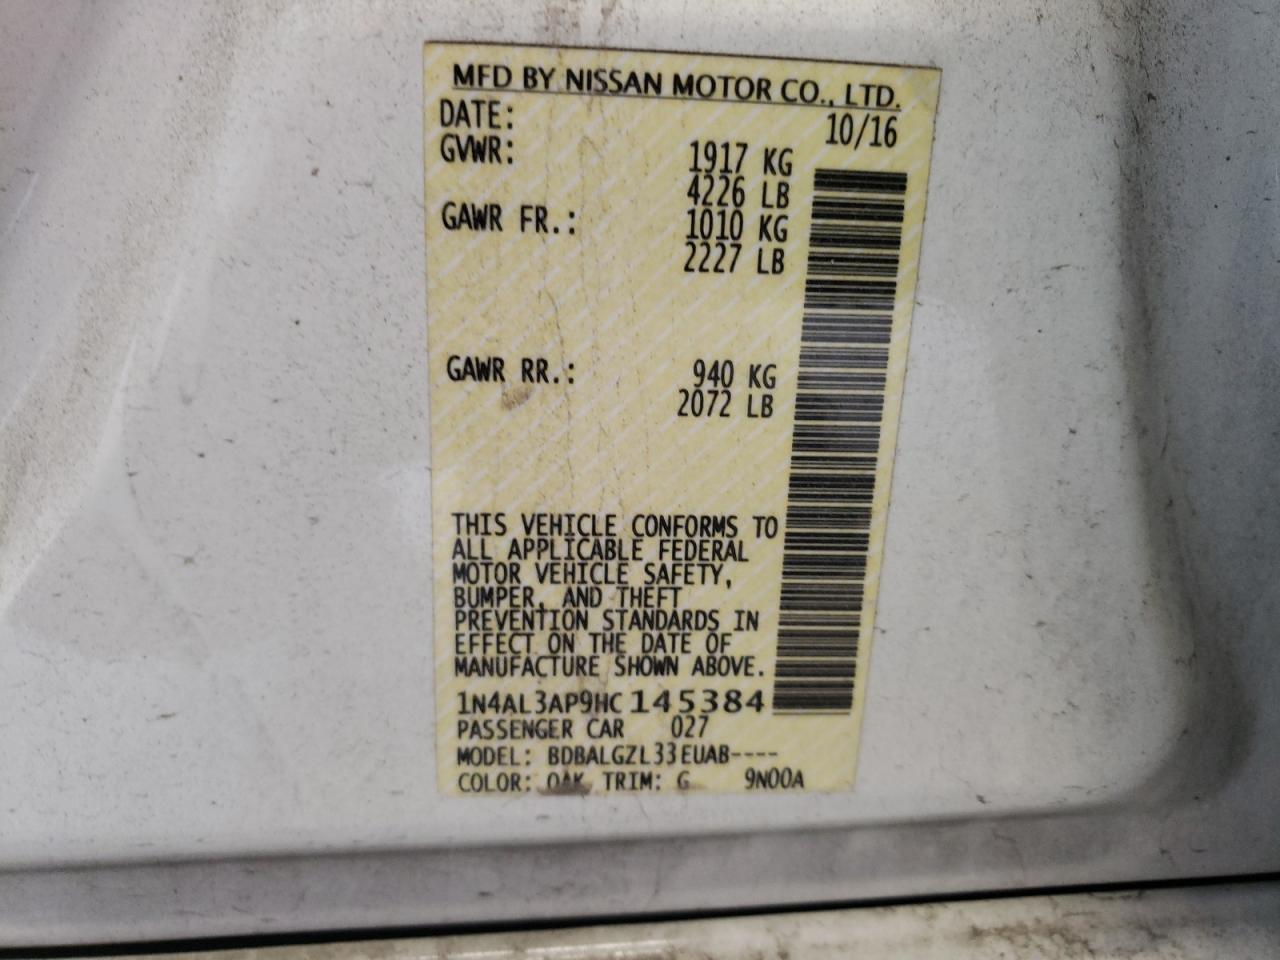 MFD BY NISSAN MOTOR CO., LTD.
DATE: 10/16
GVWR: 1917 KG
4226 LB
GAWR FR.: 1010 KG
2227 LB
GAWR RR.: 940 KG
2072 LB
THIS VEHICLE CONFORMS TO
ALL APPLICABLE FEDERAL
MOTOR VEHICLE SAFETY,
BUMPER, AND THEFT
PREVENTION STANDARDS IN
EFFECT ON THE DATE OF
MANUFACTURE SHOWN ABOVE.
1N4AL3AP9HC145384
PASSENGER CAR 027
MODEL: BDBALGZL33EUAB----
COLOR: QAK TRIM: G 9N00A